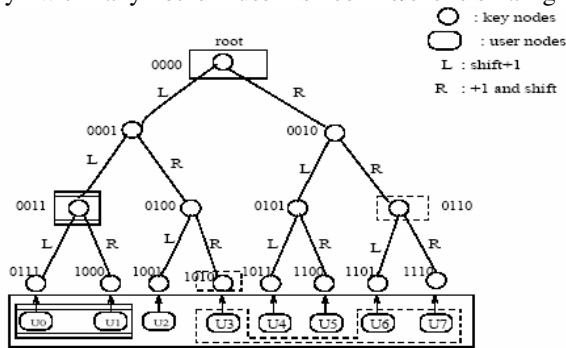 : key nodes
root
: user nodes
0000
L : shift+1
L
R
R : +1 and shift
0001
0010
L
R
L
R
0011
0100
0101
0110
L
R
L
R
L
R
L
R
0111
1000
1001
1010
1011
1100
1101
1110
U0
U1
U2
U3
U4
U5
U6
U7